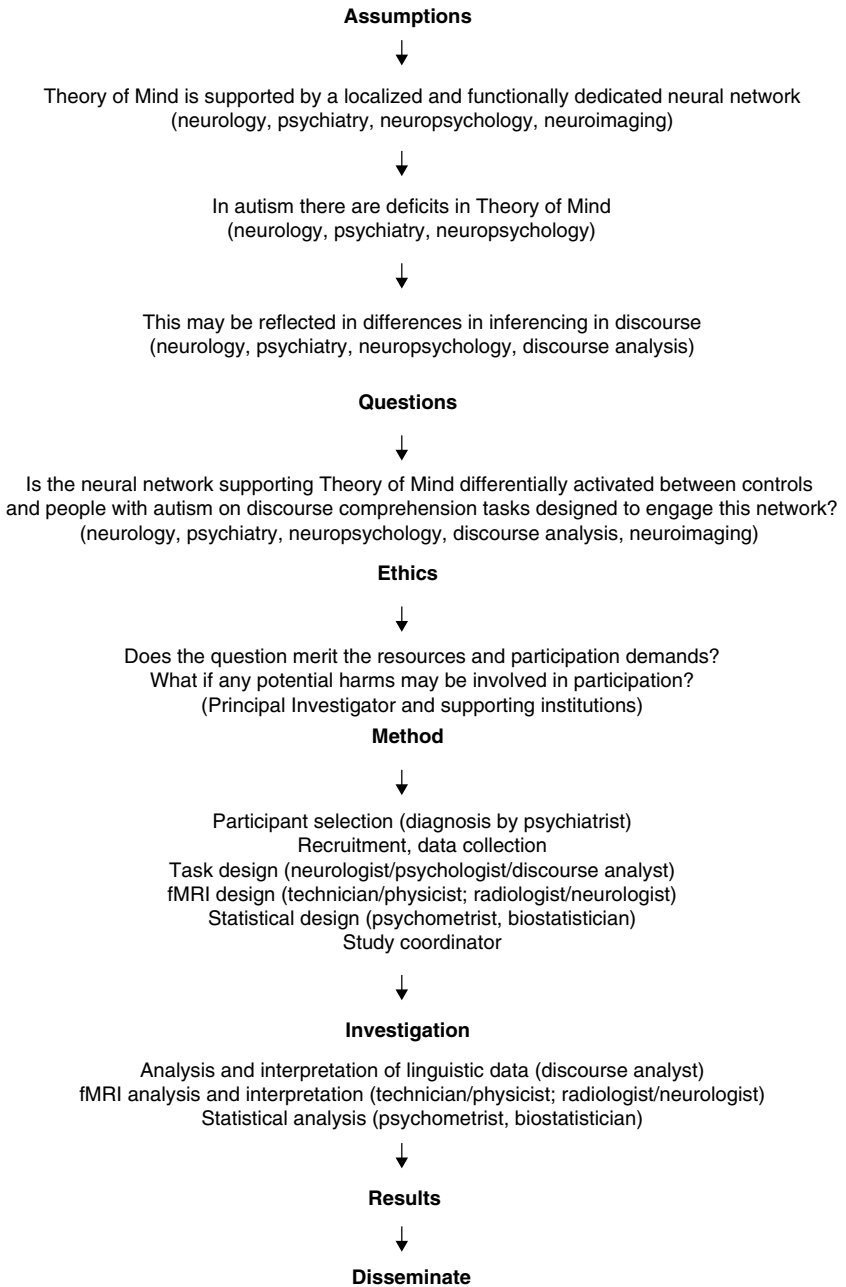 Assumptions
Theory of Mind is supported by a localized and functionally dedicated neural network
(neurology, psychiatry, neuropsychology, neuroimaging)
In autism there are deficits in Theory of Mind
(neurology, psychiatry, neuropsychology)
This may be reflected in differences in inferencing in discourse
(neurology, psychiatry, neuropsychology, discourse analysis)
Questions
Is the neural network supporting Theory of Mind differentially activated between controls
and people with autism on discourse comprehension tasks designed to engage this network?
(neurology, psychiatry, neuropsychology, discourse analysis, neuroimaging)
Ethics
Does the question merit the resources and participation demands?
What if any potential harms may be involved in participation?
(Principal Investigator and supporting institutions)
Method
Participant selection (diagnosis by psychiatrist)
Recruitment, data collection
Task design (neurologist/psychologist/discourse analyst)
fMRI design (technician/physicist; radiologist/neurologist)
Statistical design (psychometrist, biostatistician)
Study coordinator
Investigation
Analysis and interpretation of linguistic data (discourse analyst)
fMRI analysis and interpretation (technician/physicist; radiologist/neurologist)
Statistical analysis (psychometrist, biostatistician)
Results
Disseminate